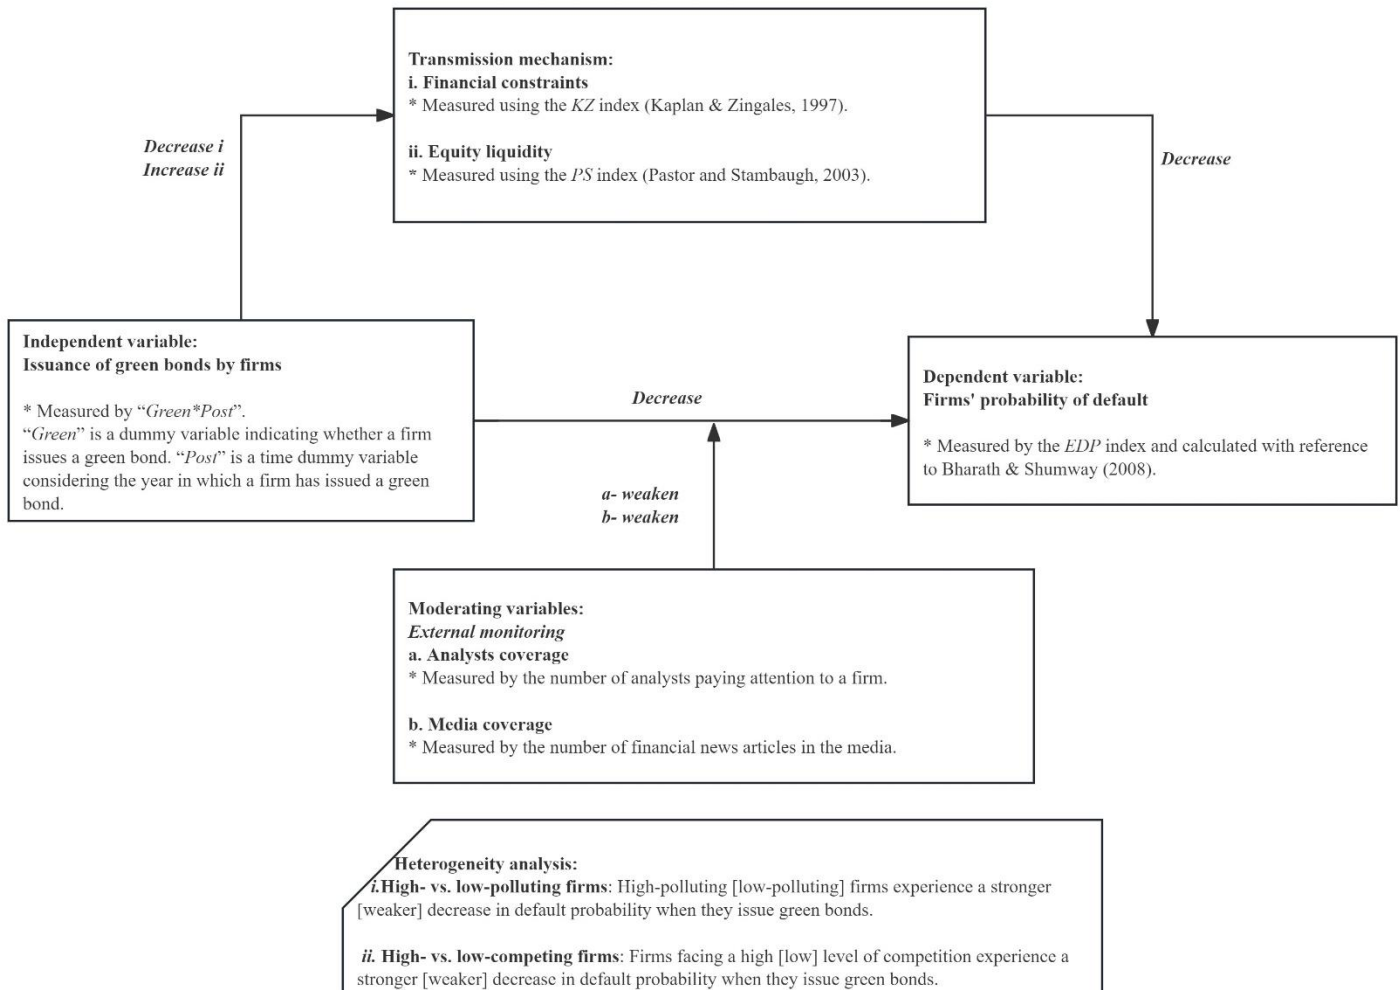 Transmission mechanism:
i. Financial constraints
* Measured using the KZ index (Kaplan & Zingales, 1997).
ii. Equity liquidity
* Measured using the PS index (Pastor and Stambaugh, 2003).
Decrease i
Increase ii
Decrease
Independent variable:
Issuance of green bonds by firms
* Measured by “Green*Post”.
“Green” is a dummy variable indicating whether a firm
issues a green bond. “Post” is a time dummy variable
considering the year in which a firm has issued a green
bond.
Decrease
a- weaken
b- weaken
Dependent variable:
Firms' probability of default
* Measured by the EDP index and calculated with reference
to Bharath & Shumway (2008).
Moderating variables:
External monitoring
a. Analysts coverage
* Measured by the number of analysts paying attention to a firm.
b. Media coverage
* Measured by the number of financial news articles in the media.
Heterogeneity analysis:
i.High- vs. low-polluting firms: High-polluting [low-polluting] firms experience a stronger
[weaker] decrease in default probability when they issue green bonds.
ii. High- vs. low-competing firms: Firms facing a high [low] level of competition experience a
stronger [weaker] decrease in default probability when they issue green bonds.